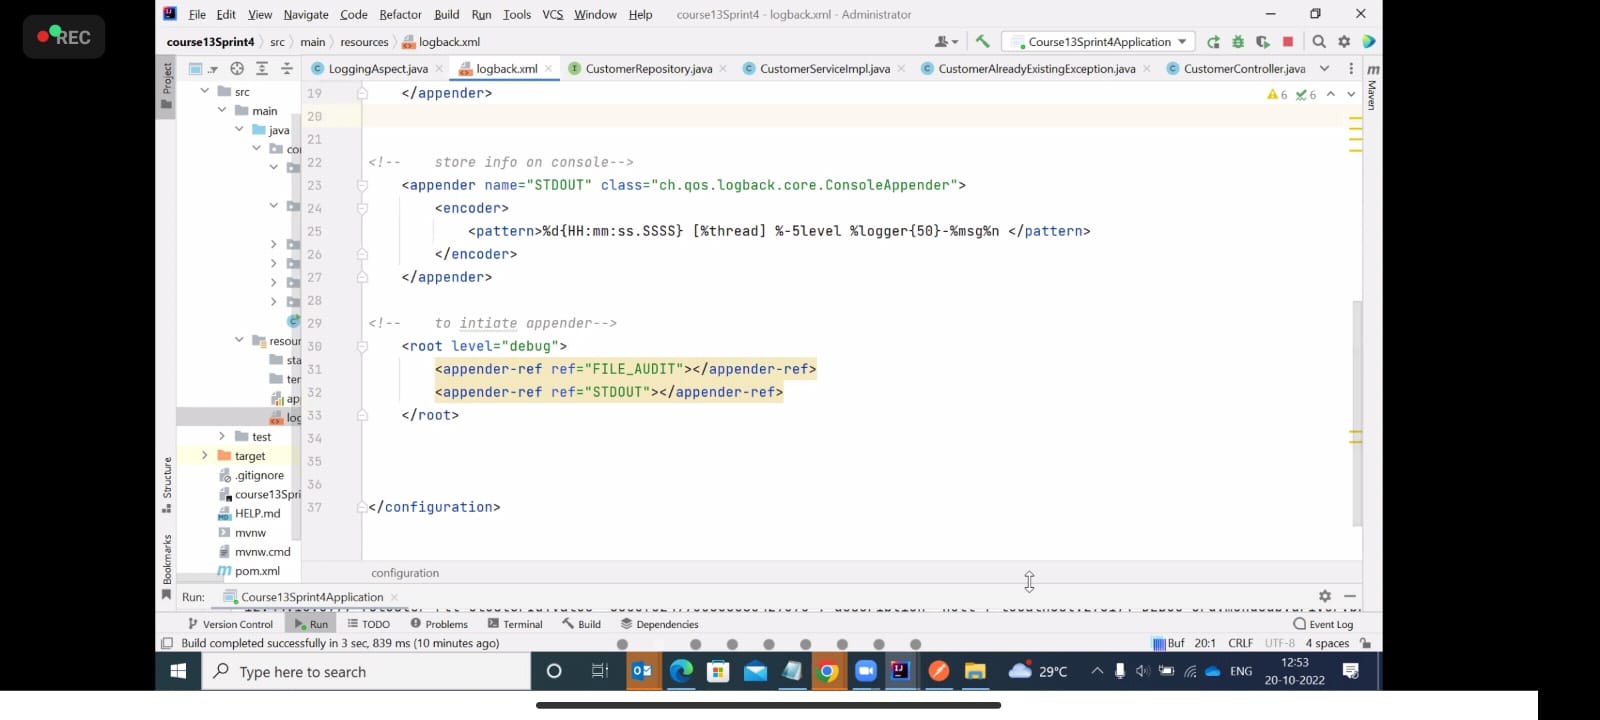 REC
File Edit View Navigate Code Refactor Build Run Tools VCS Window Help course13Sprint4 - logback.xml - Administrator
course13Sprint4 src main resources logback.xml Course13Sprint4Application
Project LoggingAspect.java logback.xml CustomerRepository.java CustomerServiceImpl.java CustomerAlreadyExistingException.java CustomerController.java m
Maven
src
main
java
resour
test
target
.gitignore
course13Spri
HELP.md
mvnw
mvnw.cmd
pom.xml
Structure
Bookmarks
6 6
19 </appender>
20
21
22 <!-- store info on console-->
23 <appender name="STDOUT" class="ch.qos.logback.core.ConsoleAppender">
24 <encoder>
25 <pattern>%d{HH:mm:ss.SSSS} [%thread] %-5level %logger{50}-%msg%n </pattern>
26 </encoder>
27 </appender>
28
29 <!-- to intiate appender-->
30 <root level="debug">
31 <appender-ref ref="FILE_AUDIT"></appender-ref>
32 <appender-ref ref="STDOUT"></appender-ref>
33 </root>
34
35
36
37 </configuration>
configuration
Run: Course13Sprint4Application
Version Control Run TODO Problems Terminal Build Dependencies Event Log
Build completed successfully in 3 sec, 839 ms (10 minutes ago) Buf 20:1 CRLF UTF-8 4 spaces
Type here to search 29°C ENG 12:53
20-10-2022